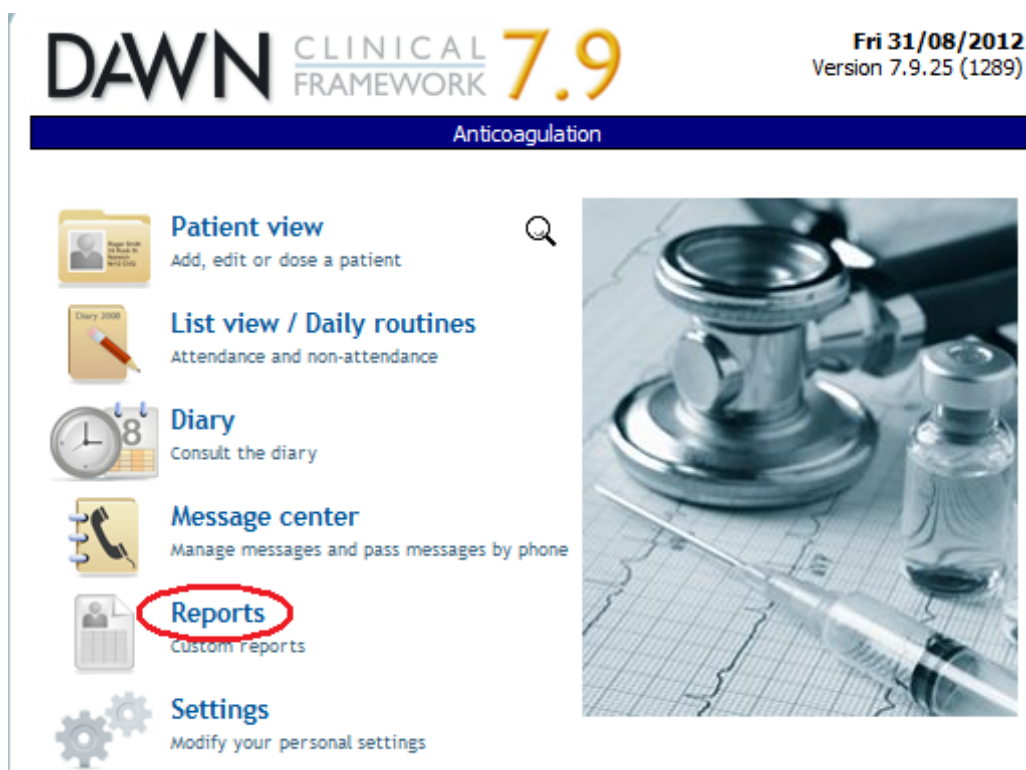 DAWN CLINICAL FRAMEWORK 7.9
Fri 31/08/2012
Version 7.9.25 (1289)
Anticoagulation
Patient view
Add, edit or dose a patient
Diary 2008
List view / Daily routines
Attendance and non-attendance
8
Diary
Consult the diary
Message center
Manage messages and pass messages by phone
Reports
Custom reports
Settings
Modify your personal settings